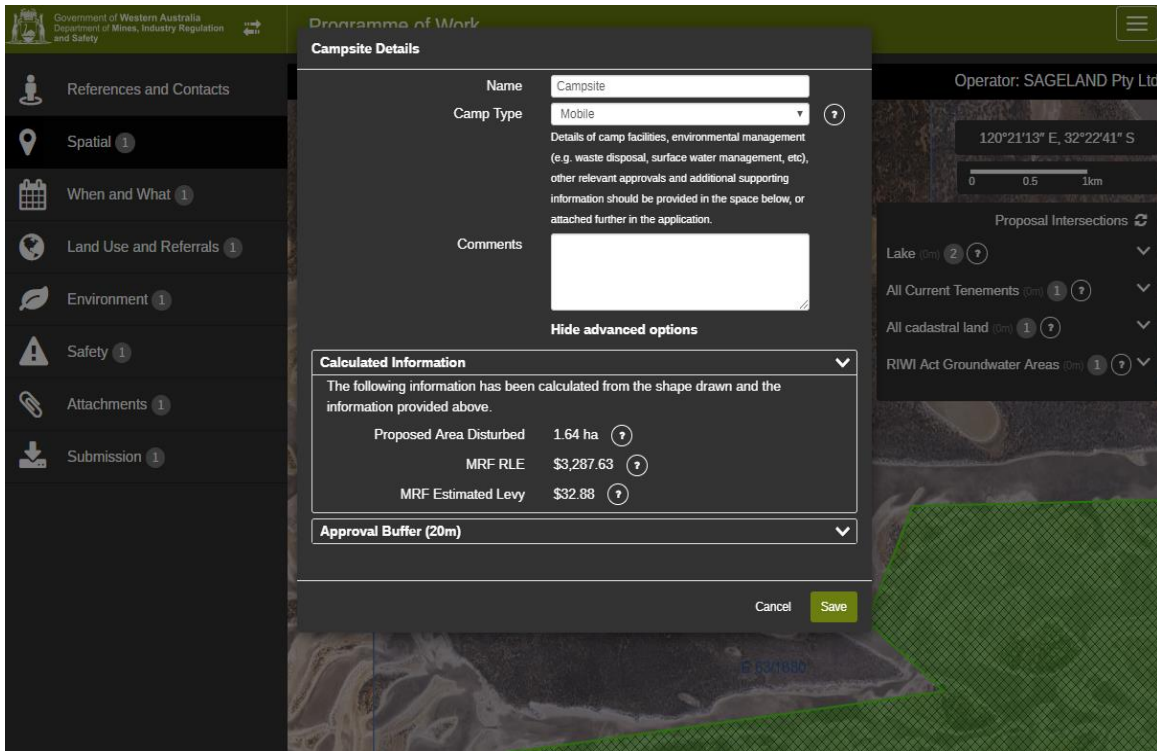 Government of Western Australia
Department of Mines, Industry Regulation
and Safety
Programme of Work
References and Contacts
Spatial 1
When and What 1
Land Use and Referrals 1
Environment 1
Safety 1
Attachments 1
Submission 1
Campsite Details
Name
Campsite
Camp Type
Mobile
?
Details of camp facilities, environmental management
(e.g. waste disposal, surface water management, etc),
other relevant approvals and additional supporting
information should be provided in the space below, or
attached further in the application.
Comments
Hide advanced options
Calculated Information
The following information has been calculated from the shape drawn and the
information provided above.
Proposed Area Disturbed 1.64 ha ?
MRF RLE $3,287.63 ?
MRF Estimated Levy $32.88 ?
Approval Buffer (20m)
Cancel Save
Operator: SAGELAND Pty Ltd
120°21'13" E, 32°22'41" S
0 0.5 1km
Proposal Intersections
Lake (0m) 2 ?
All Current Tenements (0m) 1 ?
All cadastral land (0m) 1 ?
RIWI Act Groundwater Areas (0m) 1 ?